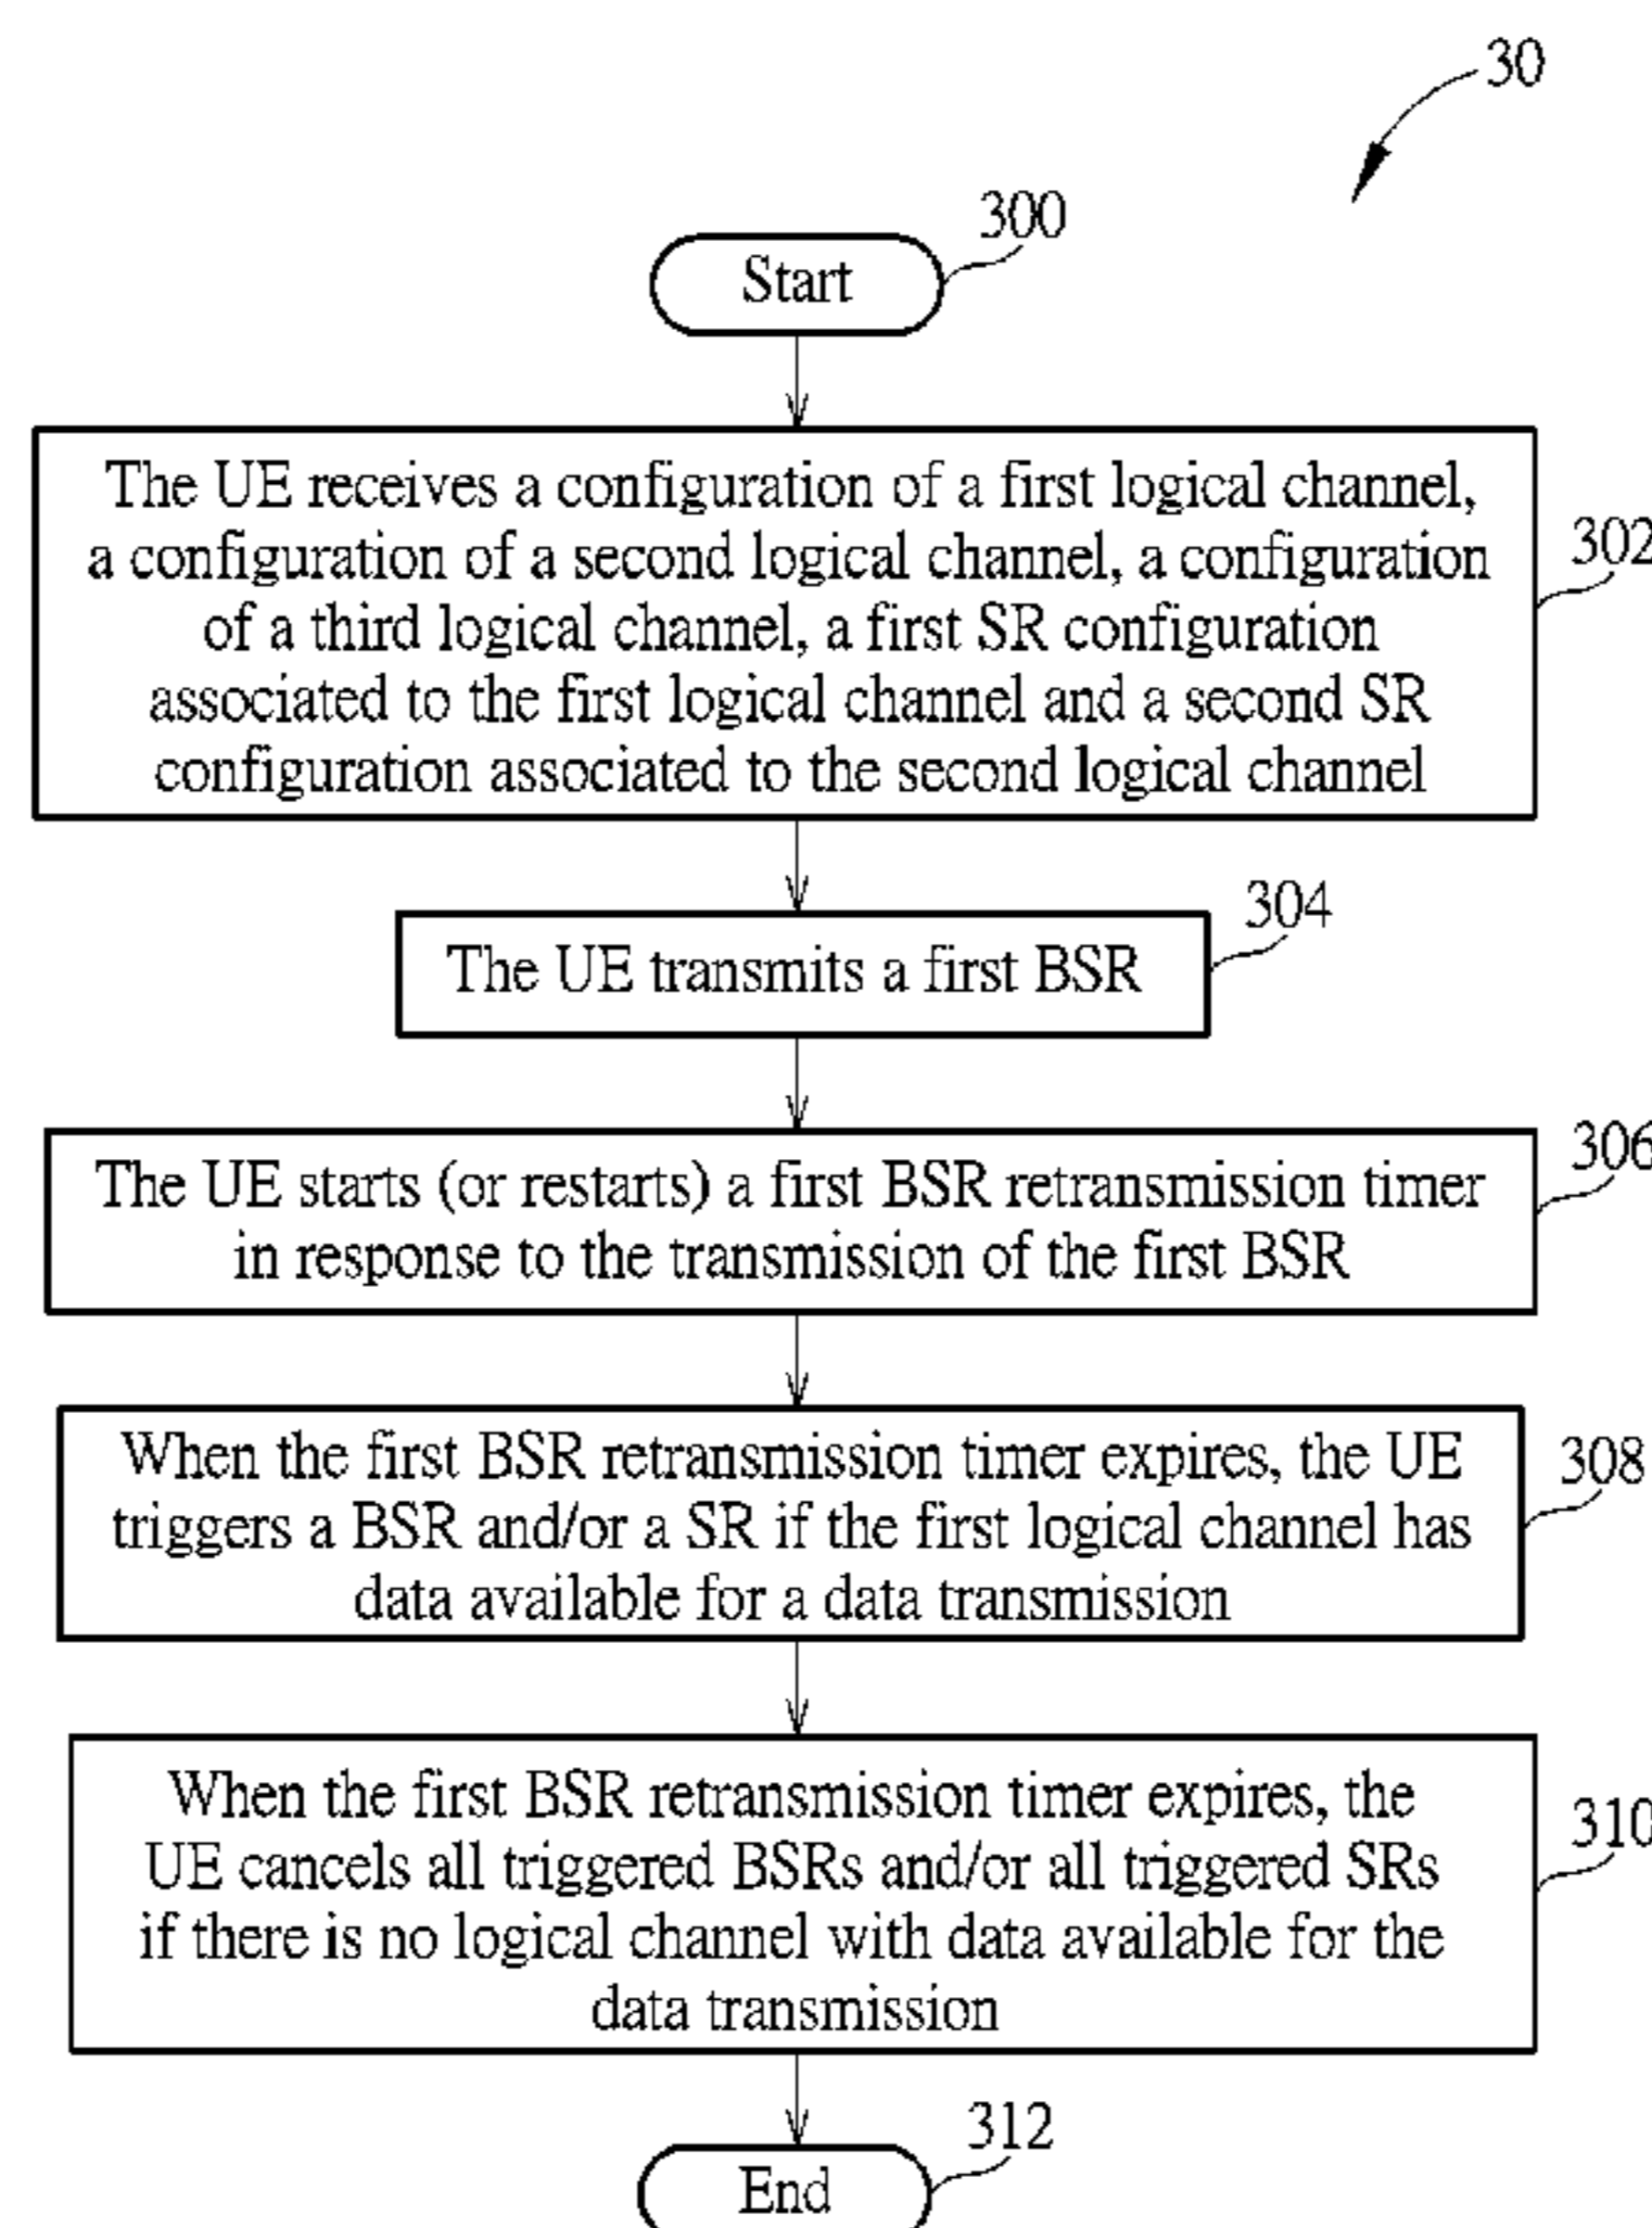 30
300
Start
The UE receives a configuration of a first logical channel,
a configuration of a second logical channel, a configuration
of a third logical channel, a first SR configuration
associated to the first logical channel and a second SR
configuration associated to the second logical channel
302
304
The UE transmits a first BSR
306
The UE starts (or restarts) a first BSR retransmission timer
in response to the transmission of the first BSR
When the first BSR retransmission timer expires, the UE
triggers a BSR and/or a SR if the first logical channel has
data available for a data transmission
308
When the first BSR retransmission timer expires, the
UE cancels all triggered BSRs and/or all triggered SRs
if there is no logical channel with data available for the
data transmission
310
312
End